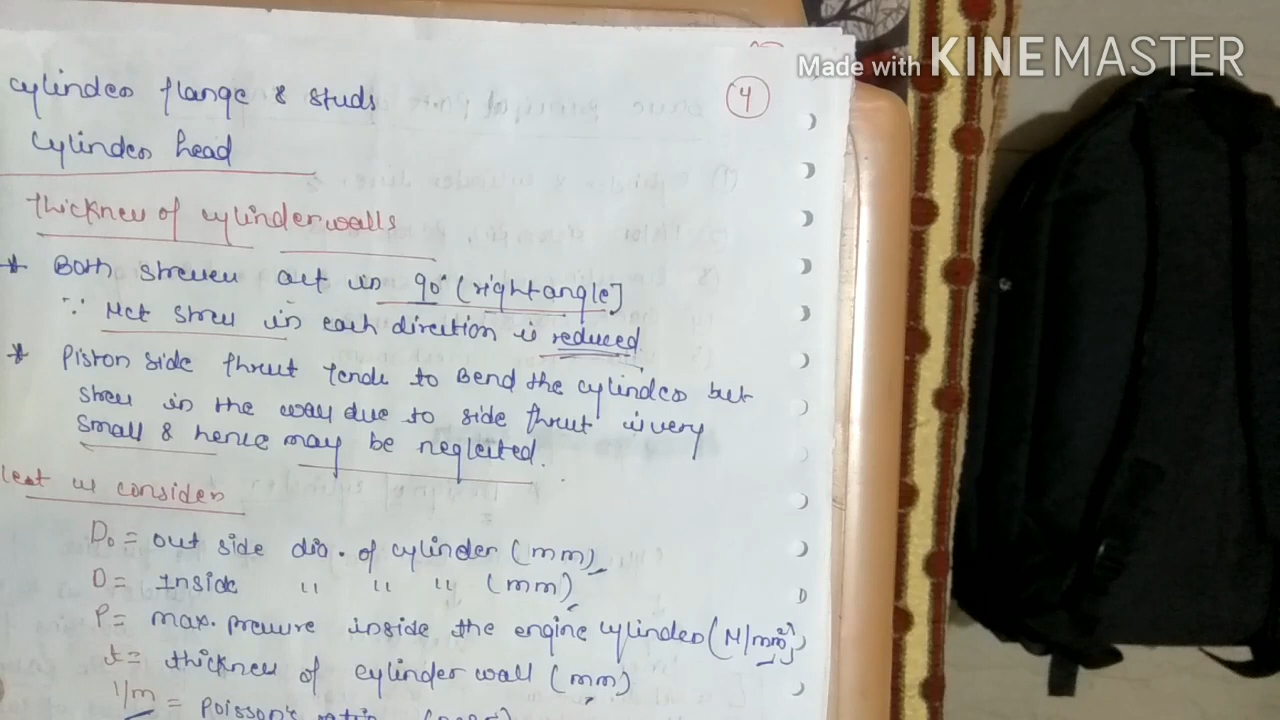 Made with KINEMASTER
4
cylinder flange & studs
cylinder head
thickness of cylinder walls
* Both stresses act in 90° (right angle)
∵ Net stress in each direction is reduced
* Piston side thrust tends to Bend the cylinder but
stress in the wall due to side thrust is very
small & hence may be neglected.
Let us consider
D₀ = out side dia. of cylinder (mm)
D = Inside " " " (mm)
P = max. pressure inside the engine cylinder (N/mm²)
t = thickness of cylinder wall (mm)
1/m = Poisson's ratio